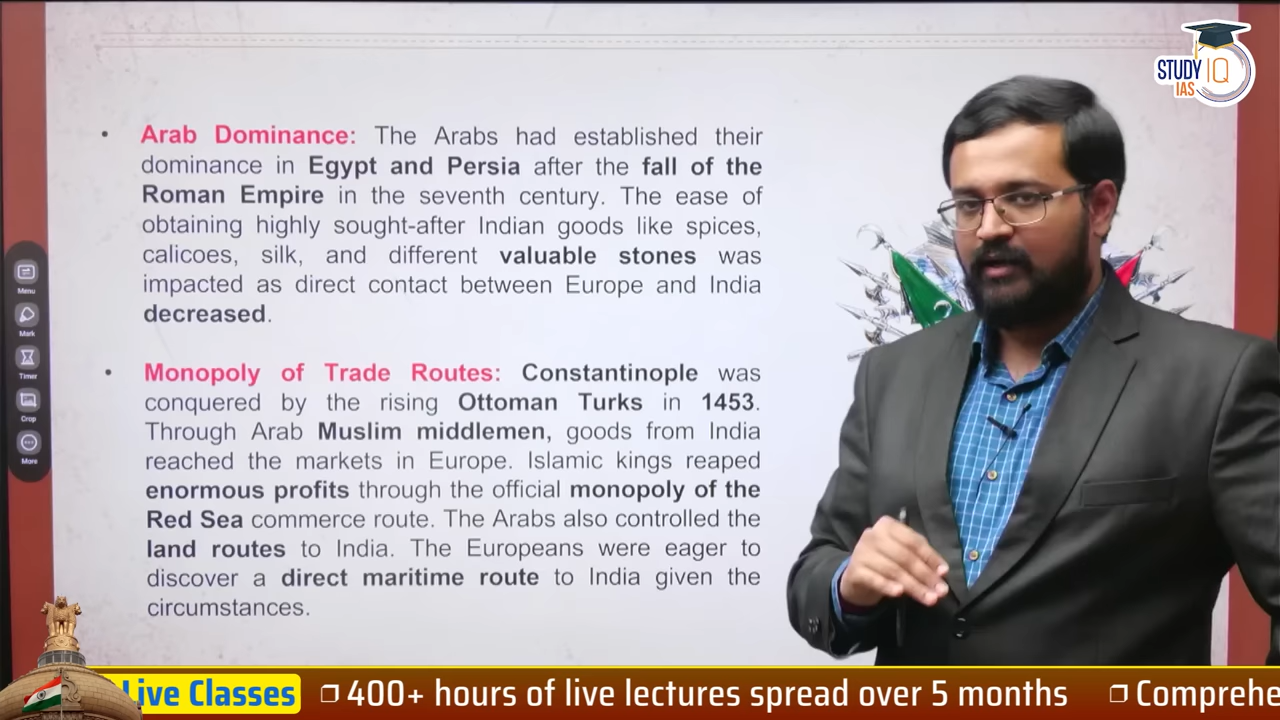 STUDY IQ
IAS
• Arab Dominance: The Arabs had established their
dominance in Egypt and Persia after the fall of the
Roman Empire in the seventh century. The ease of
obtaining highly sought-after Indian goods like spices,
calicoes, silk, and different valuable stones was
impacted as direct contact between Europe and India
decreased.
• Monopoly of Trade Routes: Constantinople was
conquered by the rising Ottoman Turks in 1453.
Through Arab Muslim middlemen, goods from India
reached the markets in Europe. Islamic kings reaped
enormous profits through the official monopoly of the
Red Sea commerce route. The Arabs also controlled the
land routes to India. The Europeans were eager to
discover a direct maritime route to India given the
circumstances.
Menu
Mark
Timer
Crop
More
Live Classes ❐ 400+ hours of live lectures spread over 5 months ❐ Comprehe